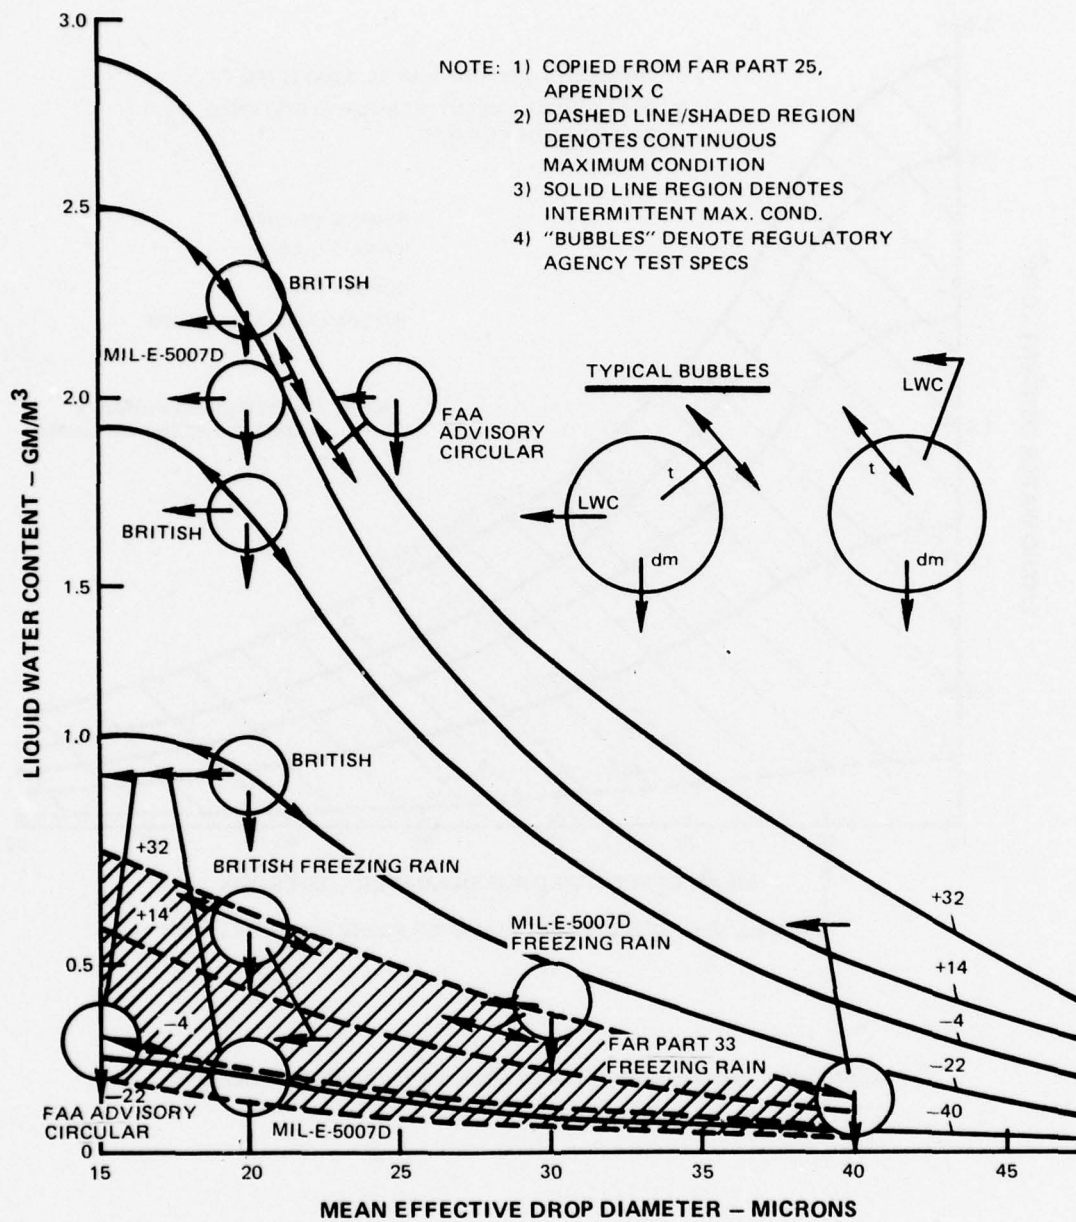 3.0
NOTE: 1) COPIED FROM FAR PART 25,
APPENDIX C
2) DASHED LINE/SHADED REGION
DENOTES CONTINUOUS
MAXIMUM CONDITION
3) SOLID LINE REGION DENOTES
INTERMITTENT MAX. COND.
4) "BUBBLES" DENOTE REGULATORY
AGENCY TEST SPECS
2.5
BRITISH
MIL-E-5007D
2.0
FAA
ADVISORY
CIRCULAR
TYPICAL BUBBLES
t
LWC
dm
LWC
t
dm
BRITISH
1.5
LIQUID WATER CONTENT – GM/M³
1.0
BRITISH
+32
BRITISH FREEZING RAIN
+14
MIL-E-5007D
FREEZING RAIN
+32
0.5
+14
–4
–4
FAR PART 33
FREEZING RAIN
–22
–22
–40
FAA ADVISORY
CIRCULAR
MIL-E-5007D
0
15
20
25
30
35
40
45
MEAN EFFECTIVE DROP DIAMETER – MICRONS